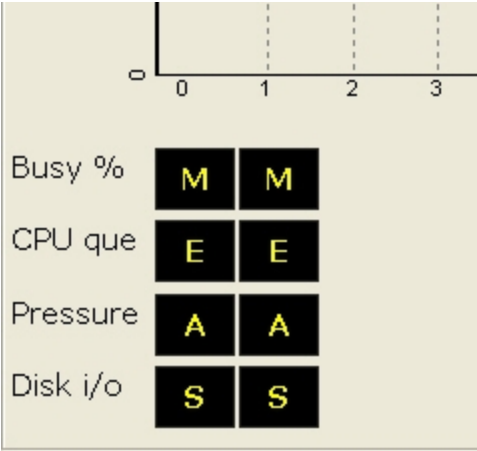 0
0 1 2 3
Busy % M M
CPU que E E
Pressure A A
Disk i/o S S